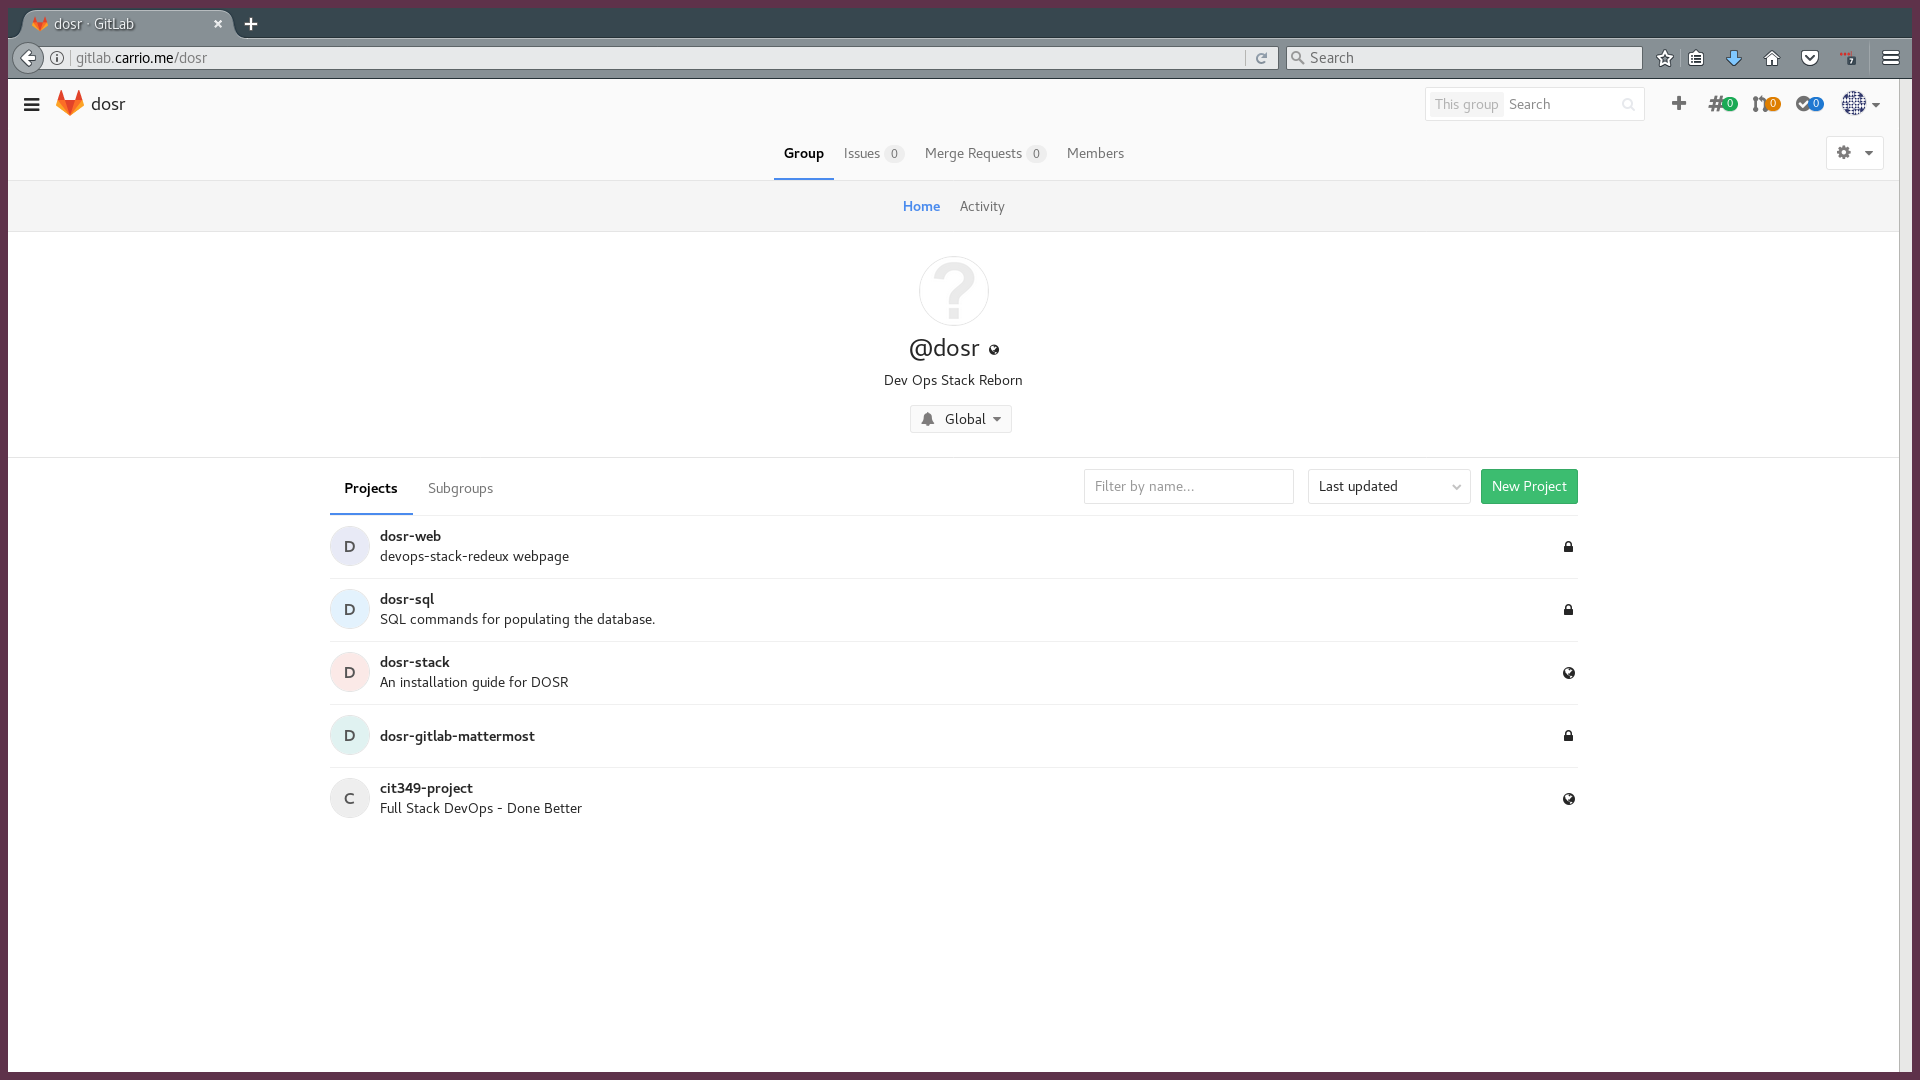 dosr · GitLab
gitlab.carrio.me/dosr
Search
dosr
This group Search
0 0 0
Group Issues 0 Merge Requests 0 Members
Home Activity
@dosr
Dev Ops Stack Reborn
Global
Projects Subgroups
Filter by name...
Last updated
New Project
D
dosr-web
devops-stack-redeux webpage
D
dosr-sql
SQL commands for populating the database.
D
dosr-stack
An installation guide for DOSR
D
dosr-gitlab-mattermost
C
cit349-project
Full Stack DevOps - Done Better